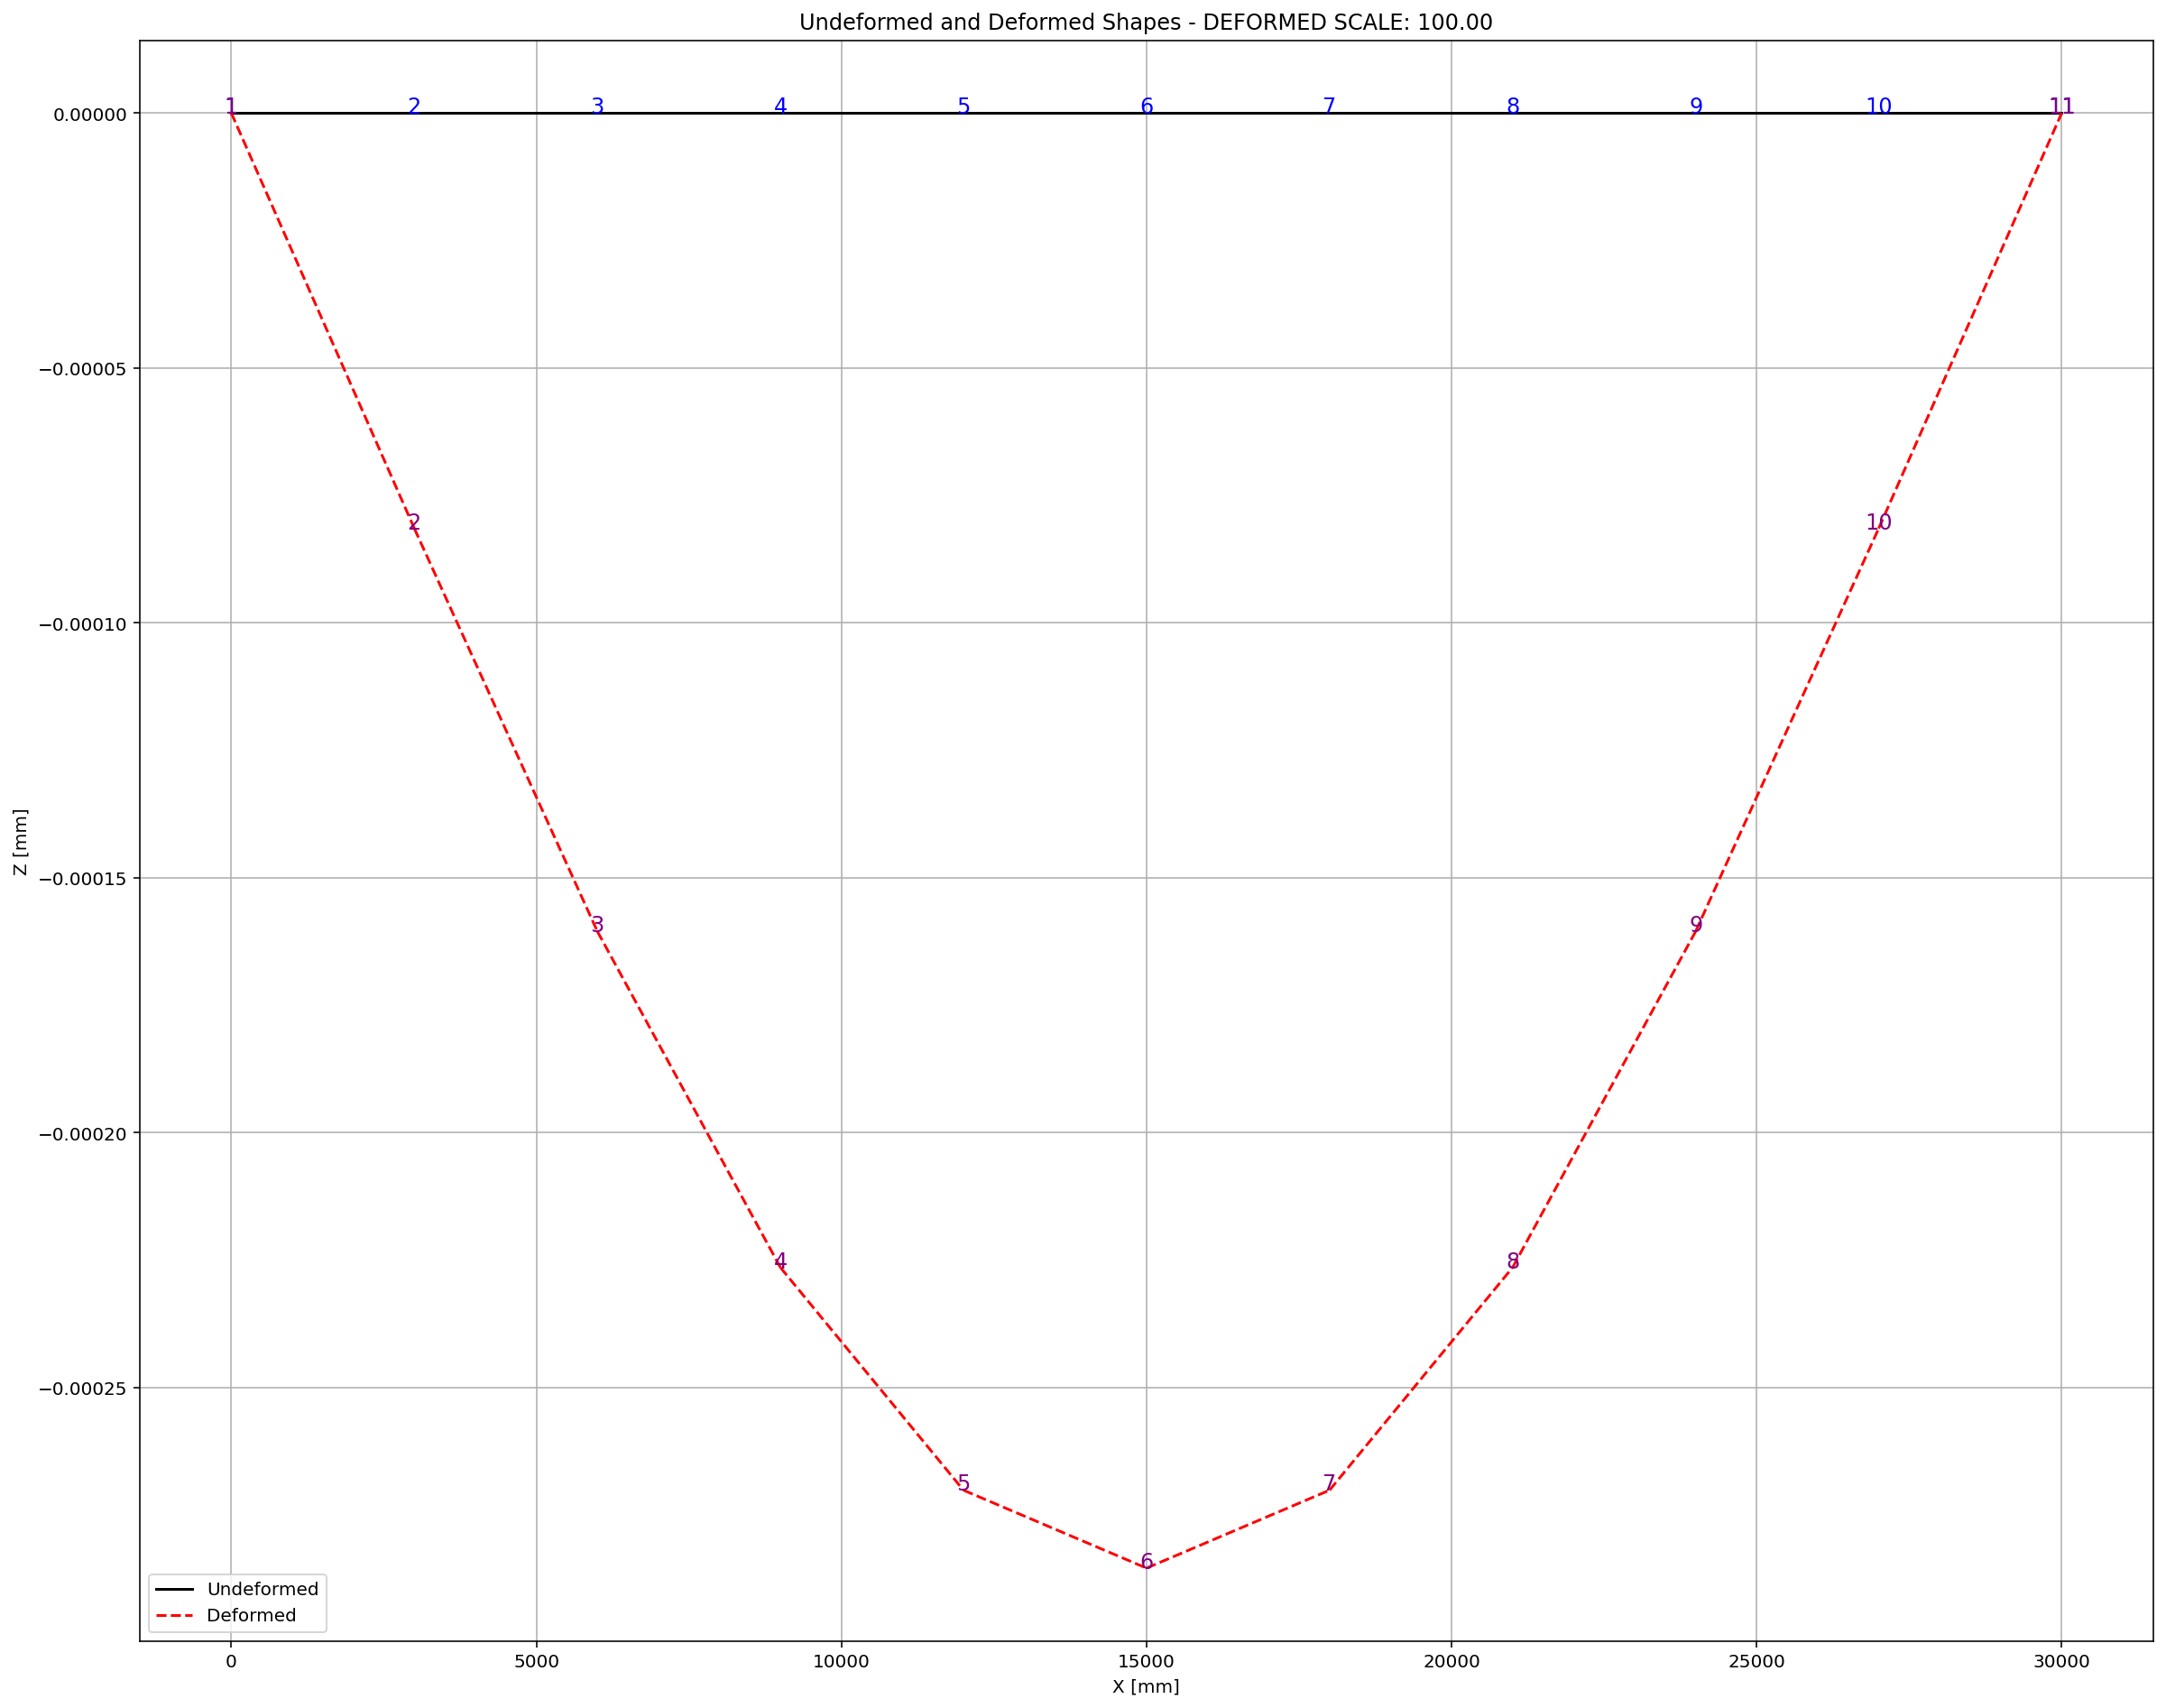 Undeformed and Deformed Shapes - DEFORMED SCALE: 100.00
1 2 3 4 5 6 7 8 9 10 11
0.00000
−0.00005
2 10
−0.00010
Z [mm]
−0.00015
3 9
−0.00020
4 8
−0.00025
5 7
6
Undeformed
Deformed
0 5000 10000 15000 20000 25000 30000
X [mm]